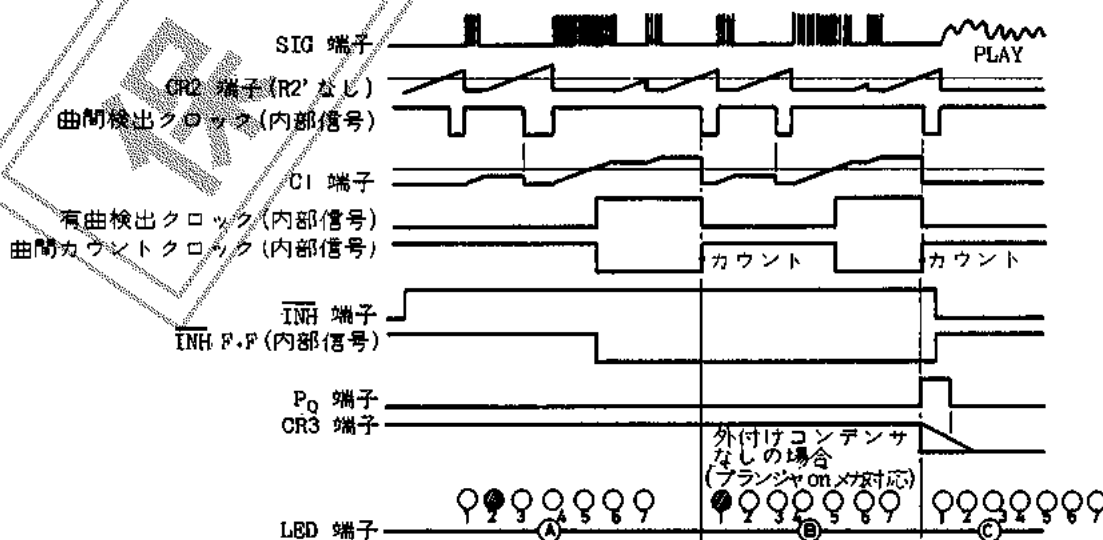 SIG 端子
PLAY
CR2 端子(R2'なし)
曲間検出クロック(内部信号)
C1 端子
有曲検出クロック(内部信号)
曲間カウントクロック(内部信号)
カウント
カウント
INH 端子
INH F.F(内部信号)
PQ 端子
CR3 端子
外付けコンデンサ
なしの場合
(プランジャonメカ対応)
1 2 3 4 5 6 7
1 2 3 4 5 6 7
1 2 3 4 5 6 7
LED 端子
Ⓐ
Ⓑ
Ⓒ